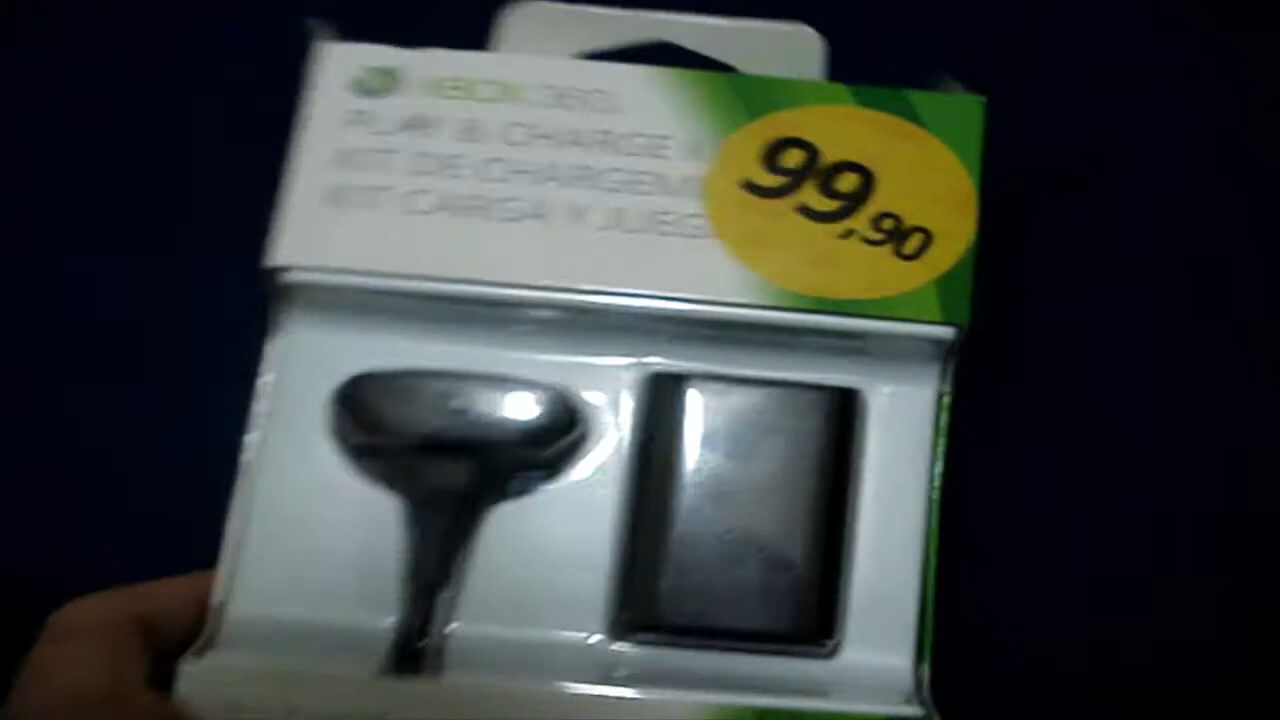 XBOX 360
PLAY & CHARGE
KIT DE CHARGEM
KIT CARGA Y JUEG
99,90